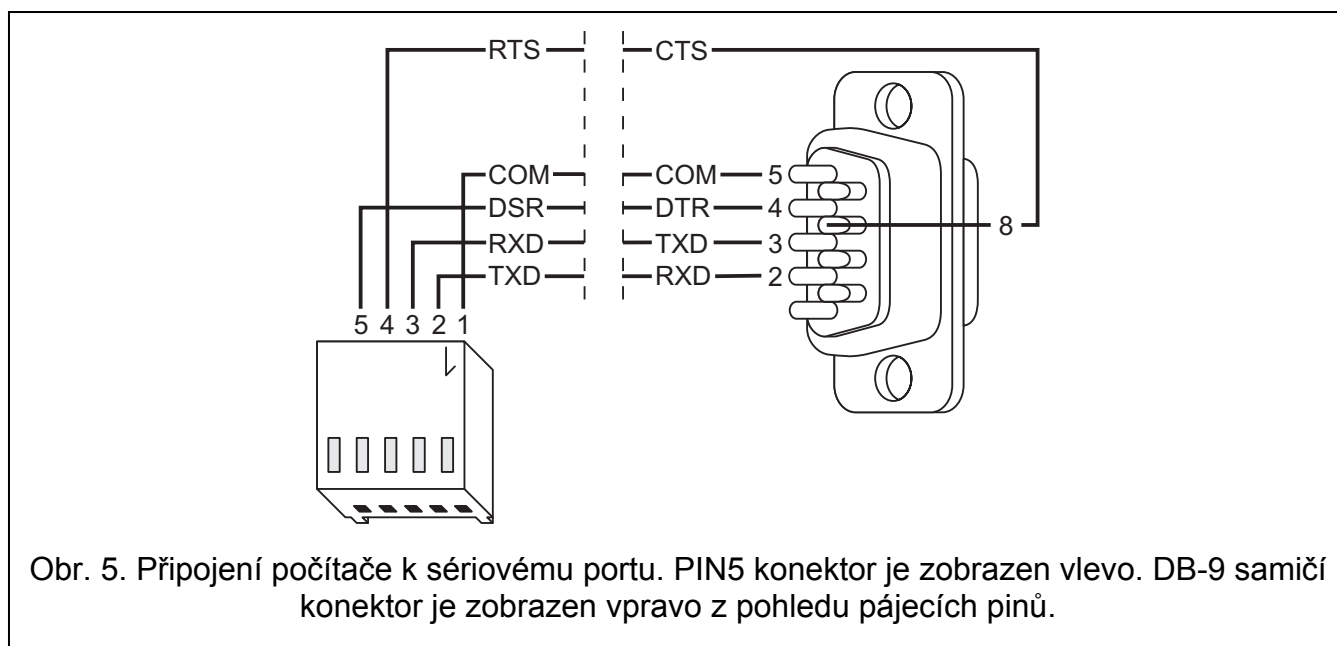 RTS CTS
COM COM 5
DSR DTR 4
8
RXD TXD 3
TXD RXD 2
5 4 3 2 1
Obr. 5. Připojení počítače k sériovému portu. PIN5 konektor je zobrazen vlevo. DB-9 samičí
konektor je zobrazen vpravo z pohledu pájecích pinů.